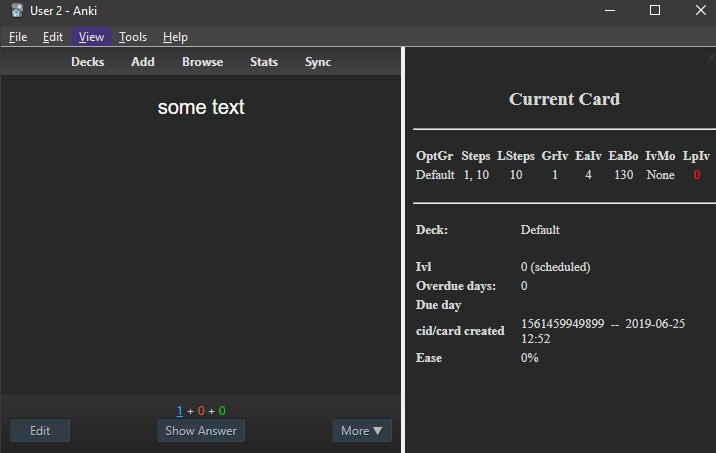 User 2 - Anki
File Edit View Tools Help
Decks Add Browse Stats Sync
some text
1 + 0 + 0
Edit Show Answer More ▼
Current Card
OptGr Steps LSteps GrIv EaIv EaBo IvMo LpIv
Default 1, 10 10 1 4 130 None 0
Deck: Default
Ivl 0 (scheduled)
Overdue days: 0
Due day
cid/card created 1561459949899 -- 2019-06-25
12:52
Ease 0%